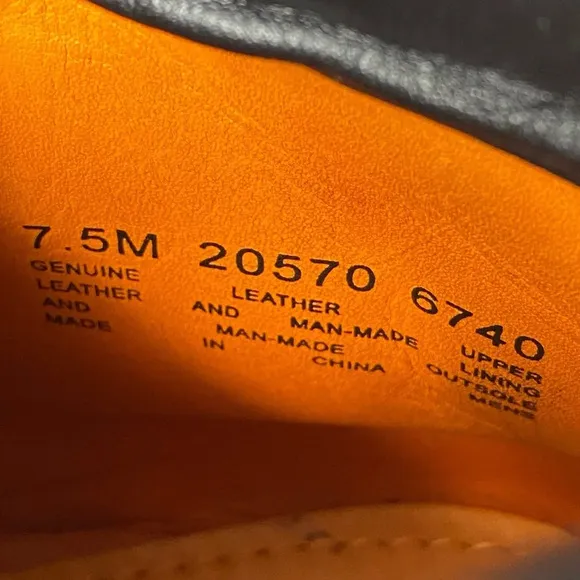 7.5M 20570 6740
GENUINE LEATHER UPPER
LEATHER AND MAN-MADE LINING
AND MAN-MADE OUTSOLE
MADE IN CHINA MENS